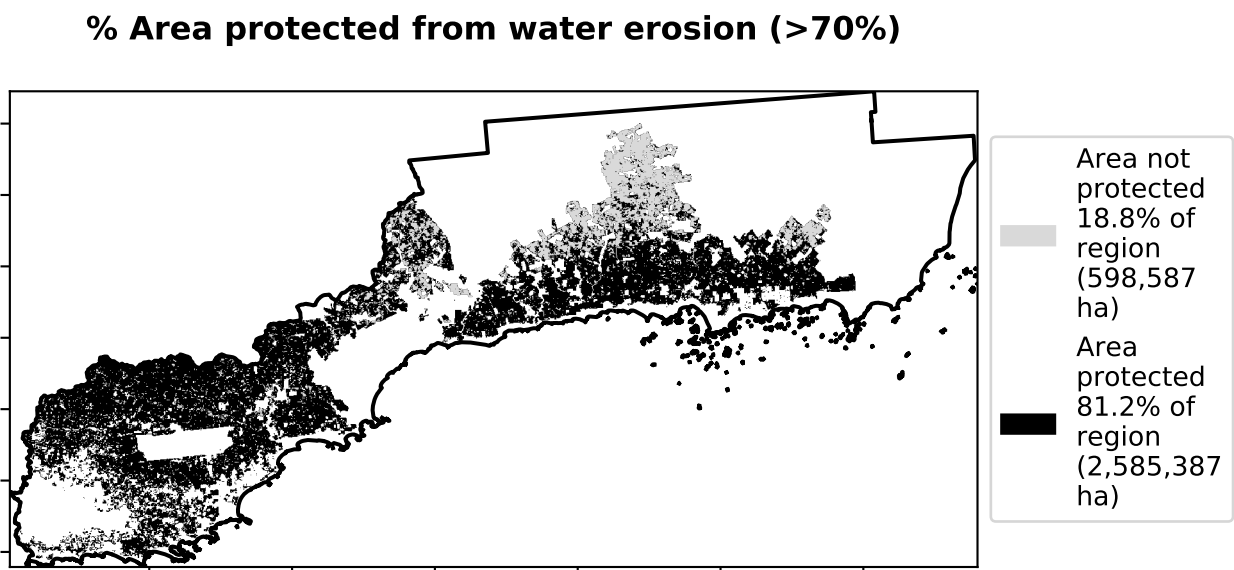 % Area protected from water erosion (>70%)
Area not
protected
18.8% of
region
(598,587
ha)
Area
protected
81.2% of
region
(2,585,387
ha)